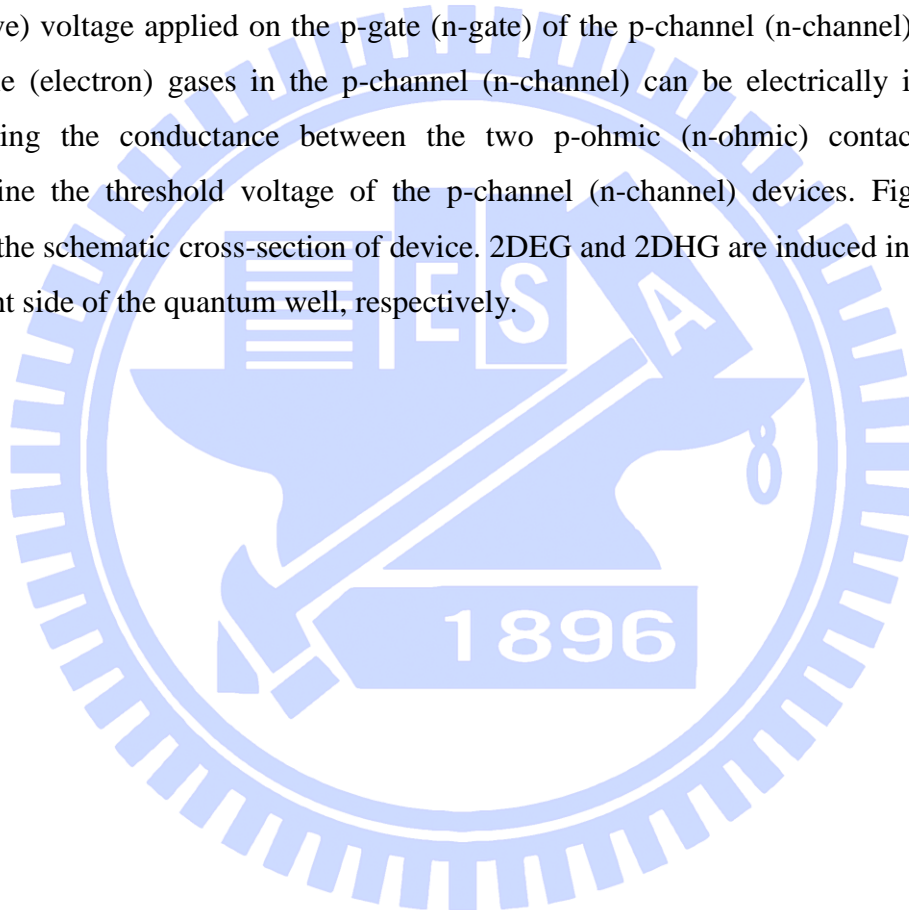 ve) voltage applied on the p-gate (n-gate) of the p-channel (n-channel)
e (electron) gases in the p-channel (n-channel) can be electrically i
ing the conductance between the two p-ohmic (n-ohmic) contac
ine the threshold voltage of the p-channel (n-channel) devices. Fig
the schematic cross-section of device. 2DEG and 2DHG are induced in
nt side of the quantum well, respectively.
E S A
1896